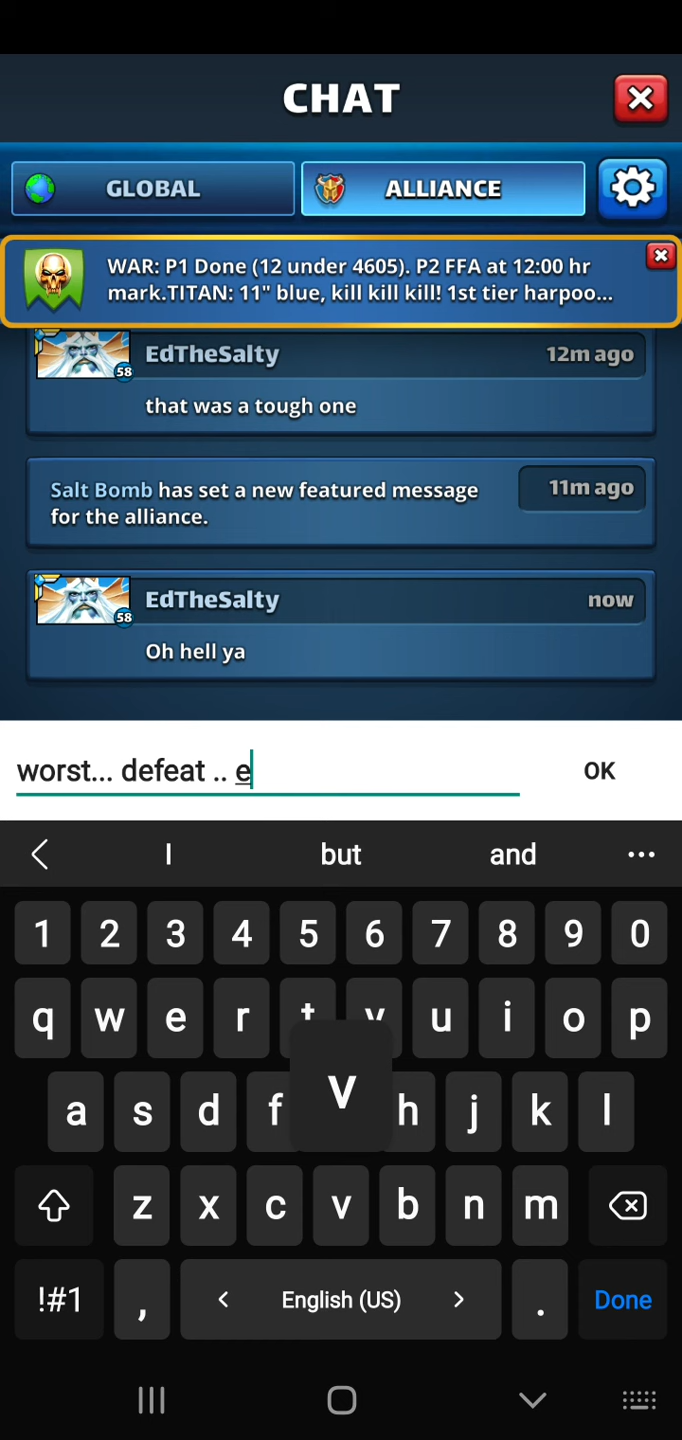 CHAT
GLOBAL
ALLIANCE
WAR: P1 Done (12 under 4605). P2 FFA at 12:00 hr
mark.TITAN: 11" blue, kill kill kill! 1st tier harpoo...
EdTheSalty
12m ago
58
that was a tough one
Salt Bomb has set a new featured message
for the alliance.
11m ago
EdTheSalty
now
58
Oh hell ya
worst... defeat .. e
OK
I but and
1 2 3 4 5 6 7 8 9 0
q w e r t y u i o p
v
a s d f h j k l
z x c v b n m
!#1 , English (US) . Done